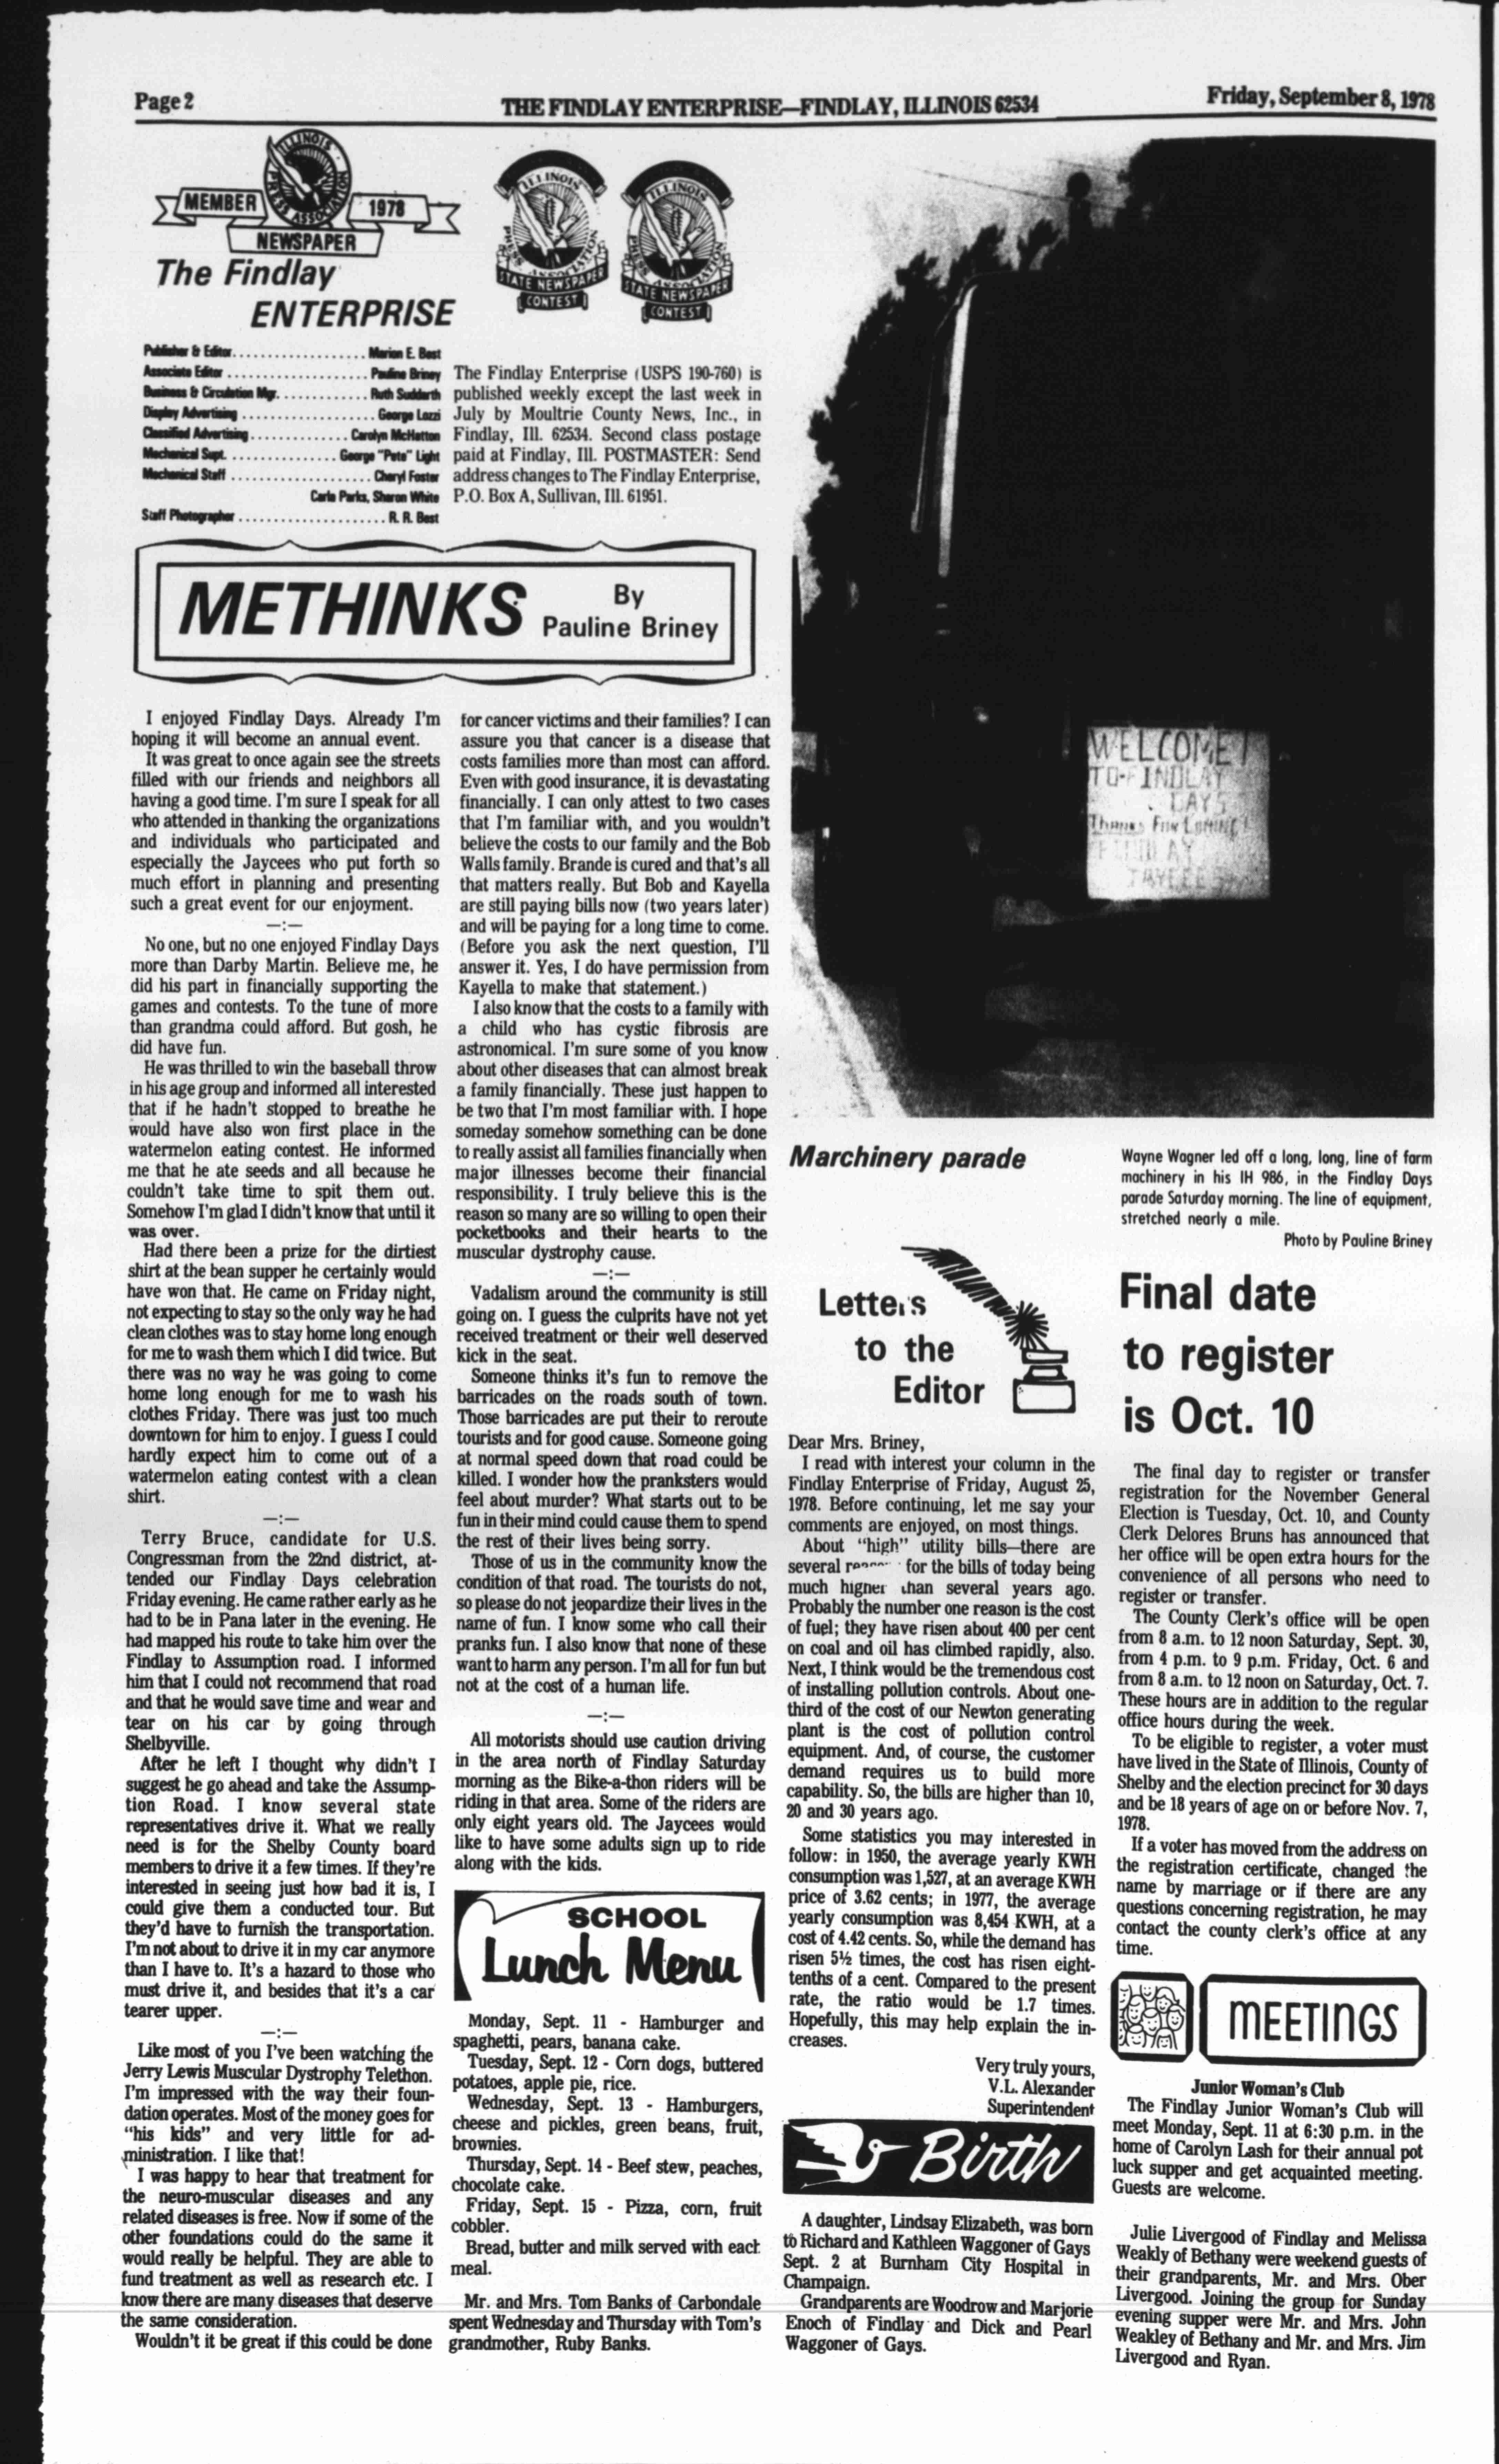 Page 2
THE FINDLAY ENTERPRISE—FINDLAY, ILLINOIS 62534
Friday, September 8, 1978
ILLINOIS
PRESS ASSOCIATION
MEMBER
1978
NEWSPAPER
The Findlay
ENTERPRISE
ILLINOIS
PRESS ASSOCIATION
STATE NEWSPAPER
CONTEST
ILLINOIS
PRESS ASSOCIATION
STATE NEWSPAPER
CONTEST
Publisher & Editor. . . . . . . . . . . . . . . . . . . Marion E. Best
Associate Editor . . . . . . . . . . . . . . . . . . . Pauline Briney
Business & Circulation Mgr. . . . . . . . . . . . . Ruth Suddarth
Display Advertising . . . . . . . . . . . . . . . . . . George Lozzi
Classified Advertising . . . . . . . . . . . . . . Carolyn McHatton
Mechanical Supt. . . . . . . . . . . . . . . . George "Pete" Light
Mechanical Staff . . . . . . . . . . . . . . . . . . . Cheryl Foster
Carla Parks, Sharon White
Staff Photographer . . . . . . . . . . . . . . . . . . . . . R. R. Best
The Findlay Enterprise (USPS 190-760) is
published weekly except the last week in
July by Moultrie County News, Inc., in
Findlay, Ill. 62534. Second class postage
paid at Findlay, Ill. POSTMASTER: Send
address changes to The Findlay Enterprise,
P.O. Box A, Sullivan, Ill. 61951.
METHINKS
By
Pauline Briney
I enjoyed Findlay Days. Already I'm
hoping it will become an annual event.
It was great to once again see the streets
filled with our friends and neighbors all
having a good time. I'm sure I speak for all
who attended in thanking the organizations
and individuals who participated and
especially the Jaycees who put forth so
much effort in planning and presenting
such a great event for our enjoyment.
—:—
No one, but no one enjoyed Findlay Days
more than Darby Martin. Believe me, he
did his part in financially supporting the
games and contests. To the tune of more
than grandma could afford. But gosh, he
did have fun.
He was thrilled to win the baseball throw
in his age group and informed all interested
that if he hadn't stopped to breathe he
would have also won first place in the
watermelon eating contest. He informed
me that he ate seeds and all because he
couldn't take time to spit them out.
Somehow I'm glad I didn't know that until it
was over.
Had there been a prize for the dirtiest
shirt at the bean supper he certainly would
have won that. He came on Friday night,
not expecting to stay so the only way he had
clean clothes was to stay home long enough
for me to wash them which I did twice. But
there was no way he was going to come
home long enough for me to wash his
clothes Friday. There was just too much
downtown for him to enjoy. I guess I could
hardly expect him to come out of a
watermelon eating contest with a clean
shirt.
—:—
Terry Bruce, candidate for U.S.
Congressman from the 22nd district, at-
tended our Findlay Days celebration
Friday evening. He came rather early as he
had to be in Pana later in the evening. He
had mapped his route to take him over the
Findlay to Assumption road. I informed
him that I could not recommend that road
and that he would save time and wear and
tear on his car by going through
Shelbyville.
After he left I thought why didn't I
suggest he go ahead and take the Assump-
tion Road. I know several state
representatives drive it. What we really
need is for the Shelby County board
members to drive it a few times. If they're
interested in seeing just how bad it is, I
could give them a conducted tour. But
they'd have to furnish the transportation.
I'm not about to drive it in my car anymore
than I have to. It's a hazard to those who
must drive it, and besides that it's a car
tearer upper.
—:—
Like most of you I've been watching the
Jerry Lewis Muscular Dystrophy Telethon.
I'm impressed with the way their foun-
dation operates. Most of the money goes for
"his kids" and very little for ad-
ministration. I like that!
I was happy to hear that treatment for
the neuro-muscular diseases and any
related diseases is free. Now if some of the
other foundations could do the same it
would really be helpful. They are able to
fund treatment as well as research etc. I
know there are many diseases that deserve
the same consideration.
Wouldn't it be great if this could be done
for cancer victims and their families? I can
assure you that cancer is a disease that
costs families more than most can afford.
Even with good insurance, it is devastating
financially. I can only attest to two cases
that I'm familiar with, and you wouldn't
believe the costs to our family and the Bob
Walls family. Brande is cured and that's all
that matters really. But Bob and Kayella
are still paying bills now (two years later)
and will be paying for a long time to come.
(Before you ask the next question, I'll
answer it. Yes, I do have permission from
Kayella to make that statement.)
I also know that the costs to a family with
a child who has cystic fibrosis are
astronomical. I'm sure some of you know
about other diseases that can almost break
a family financially. These just happen to
be two that I'm most familiar with. I hope
someday somehow something can be done
to really assist all families financially when
major illnesses become their financial
responsibility. I truly believe this is the
reason so many are so willing to open their
pocketbooks and their hearts to the
muscular dystrophy cause.
—:—
Vadalism around the community is still
going on. I guess the culprits have not yet
received treatment or their well deserved
kick in the seat.
Someone thinks it's fun to remove the
barricades on the roads south of town.
Those barricades are put their to reroute
tourists and for good cause. Someone going
at normal speed down that road could be
killed. I wonder how the pranksters would
feel about murder? What starts out to be
fun in their mind could cause them to spend
the rest of their lives being sorry.
Those of us in the community know the
condition of that road. The tourists do not,
so please do not jeopardize their lives in the
name of fun. I know some who call their
pranks fun. I also know that none of these
want to harm any person. I'm all for fun but
not at the cost of a human life.
—:—
All motorists should use caution driving
in the area north of Findlay Saturday
morning as the Bike-a-thon riders will be
riding in that area. Some of the riders are
only eight years old. The Jaycees would
like to have some adults sign up to ride
along with the kids.
SCHOOL
Lunch Menu
Monday, Sept. 11 - Hamburger and
spaghetti, pears, banana cake.
Tuesday, Sept. 12 - Corn dogs, buttered
potatoes, apple pie, rice.
Wednesday, Sept. 13 - Hamburgers,
cheese and pickles, green beans, fruit,
brownies.
Thursday, Sept. 14 - Beef stew, peaches,
chocolate cake.
Friday, Sept. 15 - Pizza, corn, fruit
cobbler.
Bread, butter and milk served with each
meal.
Mr. and Mrs. Tom Banks of Carbondale
spent Wednesday and Thursday with Tom's
grandmother, Ruby Banks.
WELCOME!
TO FINDLAY
DAYS
Thanks For Coming!
FINDLAY
JAYCEES
Marchinery parade
Wayne Wagner led off a long, long, line of farm
machinery in his IH 986, in the Findlay Days
parade Saturday morning. The line of equipment,
stretched nearly a mile.
Photo by Pauline Briney
Letters
to the
Editor
Dear Mrs. Briney,
I read with interest your column in the
Findlay Enterprise of Friday, August 25,
1978. Before continuing, let me say your
comments are enjoyed, on most things.
About "high" utility bills—there are
several for the bills of today being
much higher than several years ago.
Probably the number one reason is the cost
of fuel; they have risen about 400 per cent
on coal and oil has climbed rapidly, also.
Next, I think would be the tremendous cost
of installing pollution controls. About one-
third of the cost of our Newton generating
plant is the cost of pollution control
equipment. And, of course, the customer
demand requires us to build more
capability. So, the bills are higher than 10,
20 and 30 years ago.
Some statistics you may interested in
follow: in 1950, the average yearly KWH
consumption was 1,527, at an average KWH
price of 3.62 cents; in 1977, the average
yearly consumption was 8,454 KWH, at a
cost of 4.42 cents. So, while the demand has
risen 5½ times, the cost has risen eight-
tenths of a cent. Compared to the present
rate, the ratio would be 1.7 times.
Hopefully, this may help explain the in-
creases.
Very truly yours,
V.L. Alexander
Superintendent
Birth
A daughter, Lindsay Elizabeth, was born
to Richard and Kathleen Waggoner of Gays
Sept. 2 at Burnham City Hospital in
Champaign.
Grandparents are Woodrow and Marjorie
Enoch of Findlay and Dick and Pearl
Waggoner of Gays.
Final date
to register
is Oct. 10
The final day to register or transfer
registration for the November General
Election is Tuesday, Oct. 10, and County
Clerk Delores Bruns has announced that
her office will be open extra hours for the
convenience of all persons who need to
register or transfer.
The County Clerk's office will be open
from 8 a.m. to 12 noon Saturday, Sept. 30,
from 4 p.m. to 9 p.m. Friday, Oct. 6 and
from 8 a.m. to 12 noon on Saturday, Oct. 7.
These hours are in addition to the regular
office hours during the week.
To be eligible to register, a voter must
have lived in the State of Illinois, County of
Shelby and the election precinct for 30 days
and be 18 years of age on or before Nov. 7,
1978.
If a voter has moved from the address on
the registration certificate, changed the
name by marriage or if there are any
questions concerning registration, he may
contact the county clerk's office at any
time.
MEETINGS
Junior Woman's Club
The Findlay Junior Woman's Club will
meet Monday, Sept. 11 at 6:30 p.m. in the
home of Carolyn Lash for their annual pot
luck supper and get acquainted meeting.
Guests are welcome.
Julie Livergood of Findlay and Melissa
Weakly of Bethany were weekend guests of
their grandparents, Mr. and Mrs. Ober
Livergood. Joining the group for Sunday
evening supper were Mr. and Mrs. John
Weakley of Bethany and Mr. and Mrs. Jim
Livergood and Ryan.